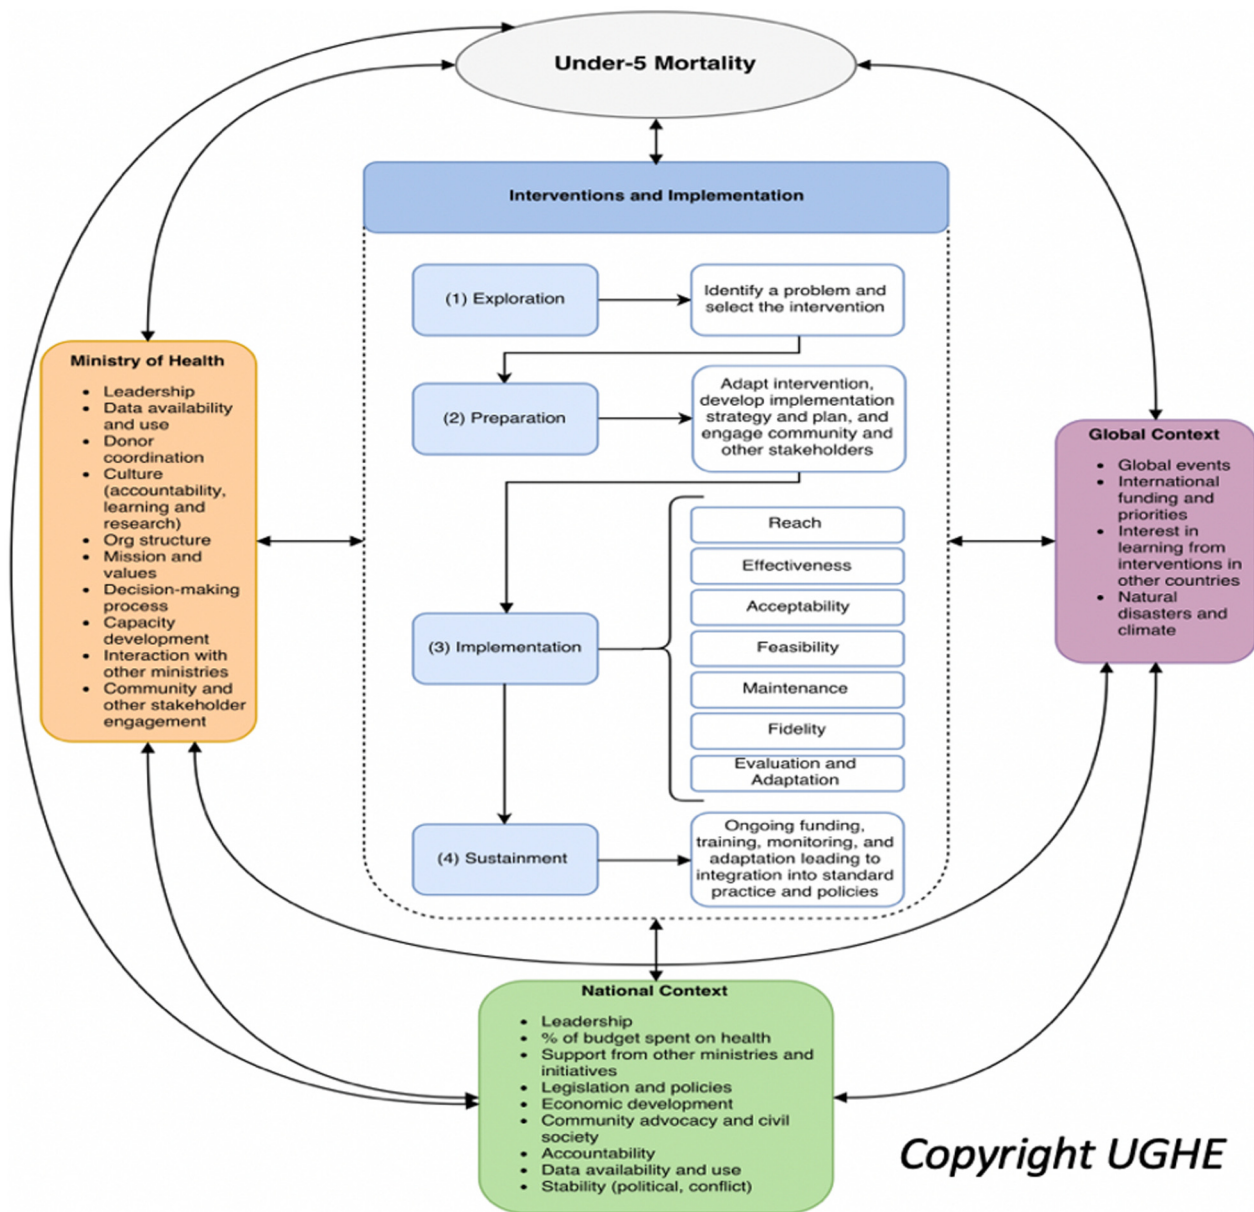 Under-5 Mortality
Interventions and Implementation
(1) Exploration
Identify a problem and
select the intervention
(2) Preparation
Adapt intervention,
develop implementation
strategy and plan, and
engage community and
other stakeholders
(3) Implementation
Reach
Effectiveness
Acceptability
Feasibility
Maintenance
Fidelity
Evaluation and
Adaptation
(4) Sustainment
Ongoing funding,
training, monitoring, and
adaptation leading to
integration into standard
practice and policies
Ministry of Health
• Leadership
• Data availability
and use
• Donor
coordination
• Culture
(accountability,
learning and
research)
• Org structure
• Mission and
values
• Decision-making
process
• Capacity
development
• Interaction with
other ministries
• Community and
other stakeholder
engagement
Global Context
• Global events
• International
funding and
priorities
• Interest in
learning from
interventions in
other countries
• Natural
disasters and
climate
National Context
• Leadership
• % of budget spent on health
• Support from other ministries and
initiatives
• Legislation and policies
• Economic development
• Community advocacy and civil
society
• Accountability
• Data availability and use
• Stability (political, conflict)
Copyright UGHE